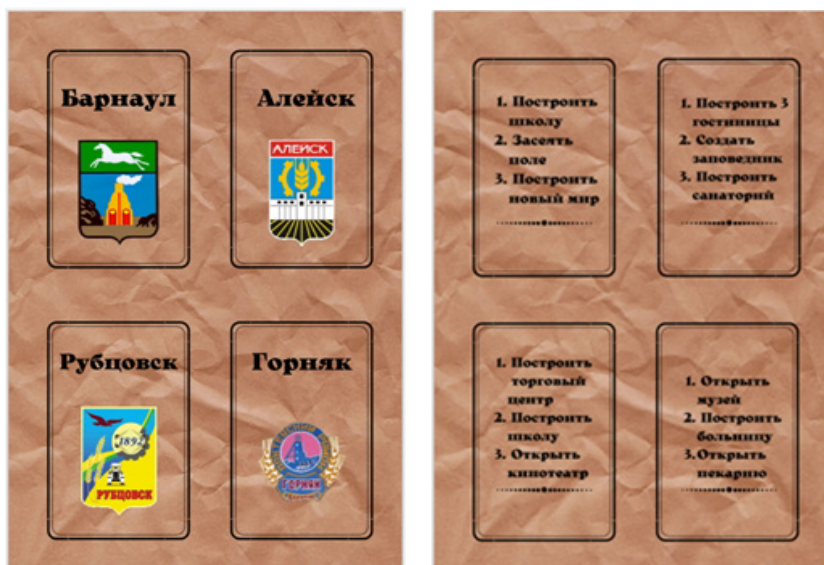 Барнаул
Алейск
АЛЕЙСК
Рубцовск
1892
РУБЦОВСК
Горняк
ГОРНЯК
1. Построить
школу
2. Засеять
поле
3. Построить
новый мир
1. Построить 3
гостиницы
2. Создать
заповедник
3. Построить
санаторий
1. Построить
торговый
центр
2. Построить
школу
3. Открыть
кинотеатр
1. Открыть
музей
2. Построить
больницу
3.Открыть
пекарню